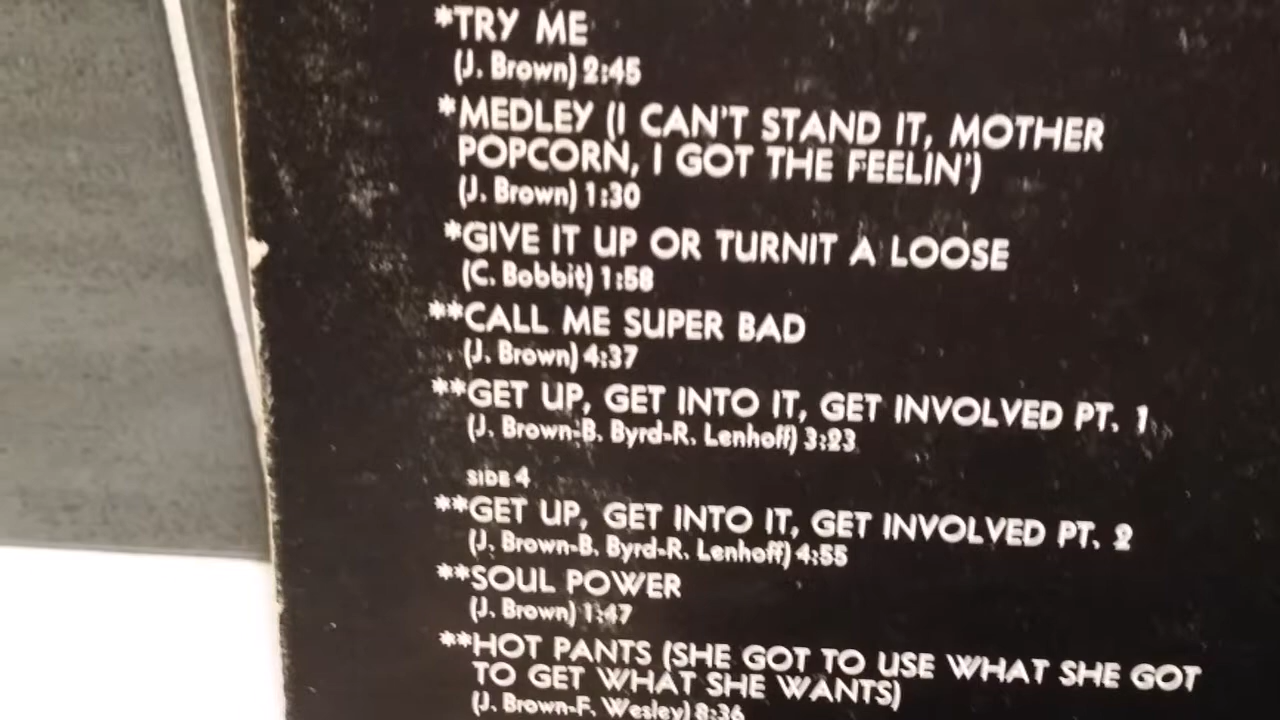 *TRY ME
(J. Brown) 2:45
*MEDLEY (I CAN'T STAND IT, MOTHER
POPCORN, I GOT THE FEELIN')
(J. Brown) 1:30
*GIVE IT UP OR TURNIT A LOOSE
(C. Bobbit) 1:58
**CALL ME SUPER BAD
(J. Brown) 4:37
**GET UP, GET INTO IT, GET INVOLVED PT. 1
(J. Brown-B. Byrd-R. Lenhoff) 3:23
SIDE 4
**GET UP, GET INTO IT, GET INVOLVED PT. 2
(J. Brown-B. Byrd-R. Lenhoff) 4:55
**SOUL POWER
(J. Brown) 1:47
**HOT PANTS (SHE GOT TO USE WHAT SHE GOT
TO GET WHAT SHE WANTS)
(J. Brown-F. Wesley) 8:36